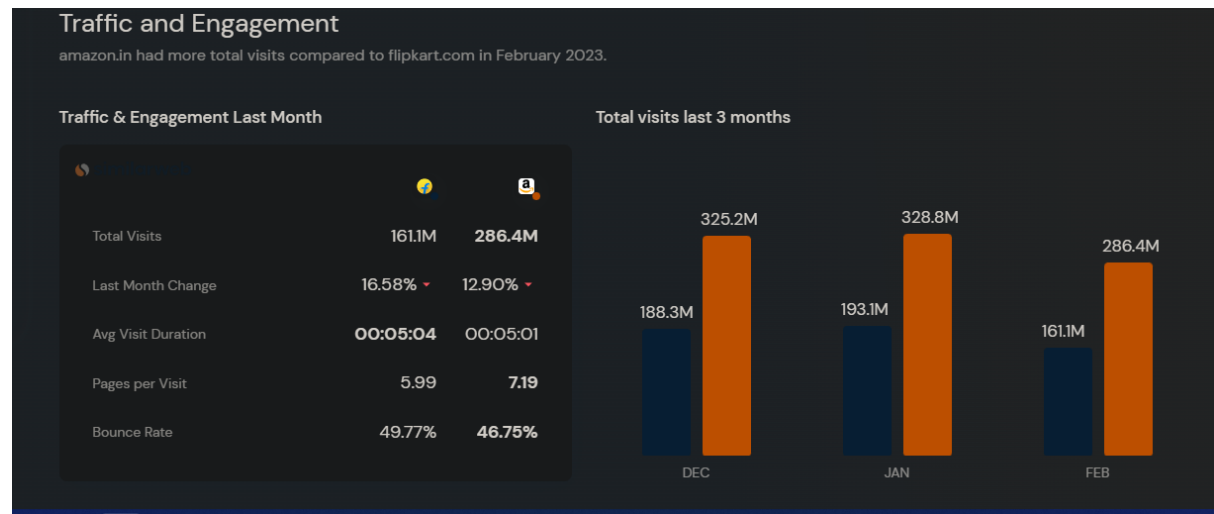 Traffic and Engagement
amazon.in had more total visits compared to flipkart.com in February 2023.
Traffic & Engagement Last Month
Total Visits 161.1M 286.4M
Last Month Change 16.58% 12.90%
Avg Visit Duration 00:05:04 00:05:01
Pages per Visit 5.99 7.19
Bounce Rate 49.77% 46.75%
Total visits last 3 months
188.3M 325.2M
193.1M 328.8M
161.1M 286.4M
DEC JAN FEB